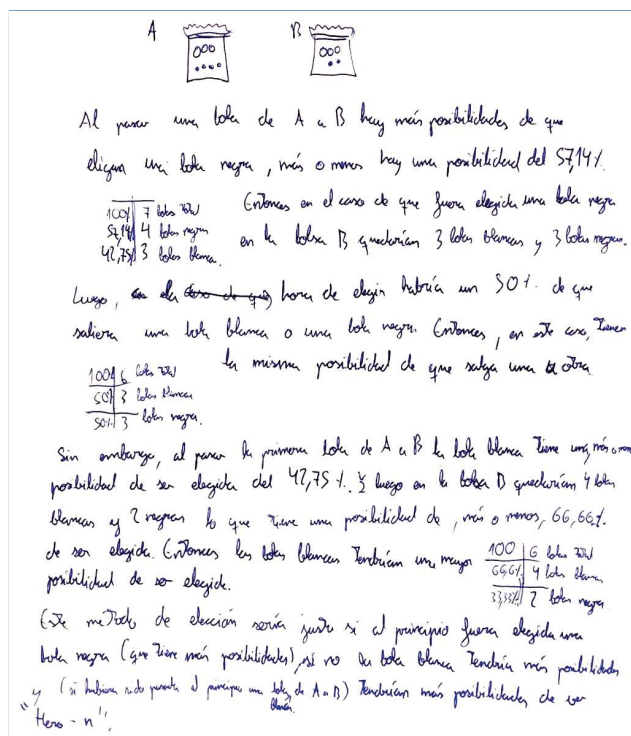 A B
Al pasar una bola de A a B hay más posibilidades de que
eligan una bola negra, más o menos hay una posibilidad del 57,14%.
100% 7 bolas total
57,14% 4 bolas negras
42,75% 3 bolas blanca.
Entonces en el caso de que fuera elegida una bola negra
en la bolsa B quedarían 3 bolas blancas y 3 bolas negras.
Luego, a la hora de elegir habría un 50% de que
saliera una bola blanca o una bola negra. Entonces, en este caso, tienen
la misma posibilidad de que salga una u otra.
100% 6 bolas total
50% 3 bolas blancas
50% 3 bolas negra.
Sin embargo, al pasar la primera bola de A a B la bola blanca tiene una, más o menos
posibilidad de ser elegida del 42,75%. Y luego en la bolsa B quedarían 4 bolas
blancas y 2 negras lo que tiene una posibilidad de, más o menos, 66,66%.
de ser elegida. Entonces las bolas blancas tendrían una mayor
posibilidad de ser elegida.
100 6 bolas total
66,6% 4 bolas blanca
33,33% 2 bolas negra
Este método de elección sería justo si al principio fuera elegida una
bola negra (que tiene más posibilidades), si no la bola blanca tendría más posibilidades
y (si hubiera sido pasada al principio una bola blanca de A a B) tendrían más posibilidades de ser
"Hero-n".